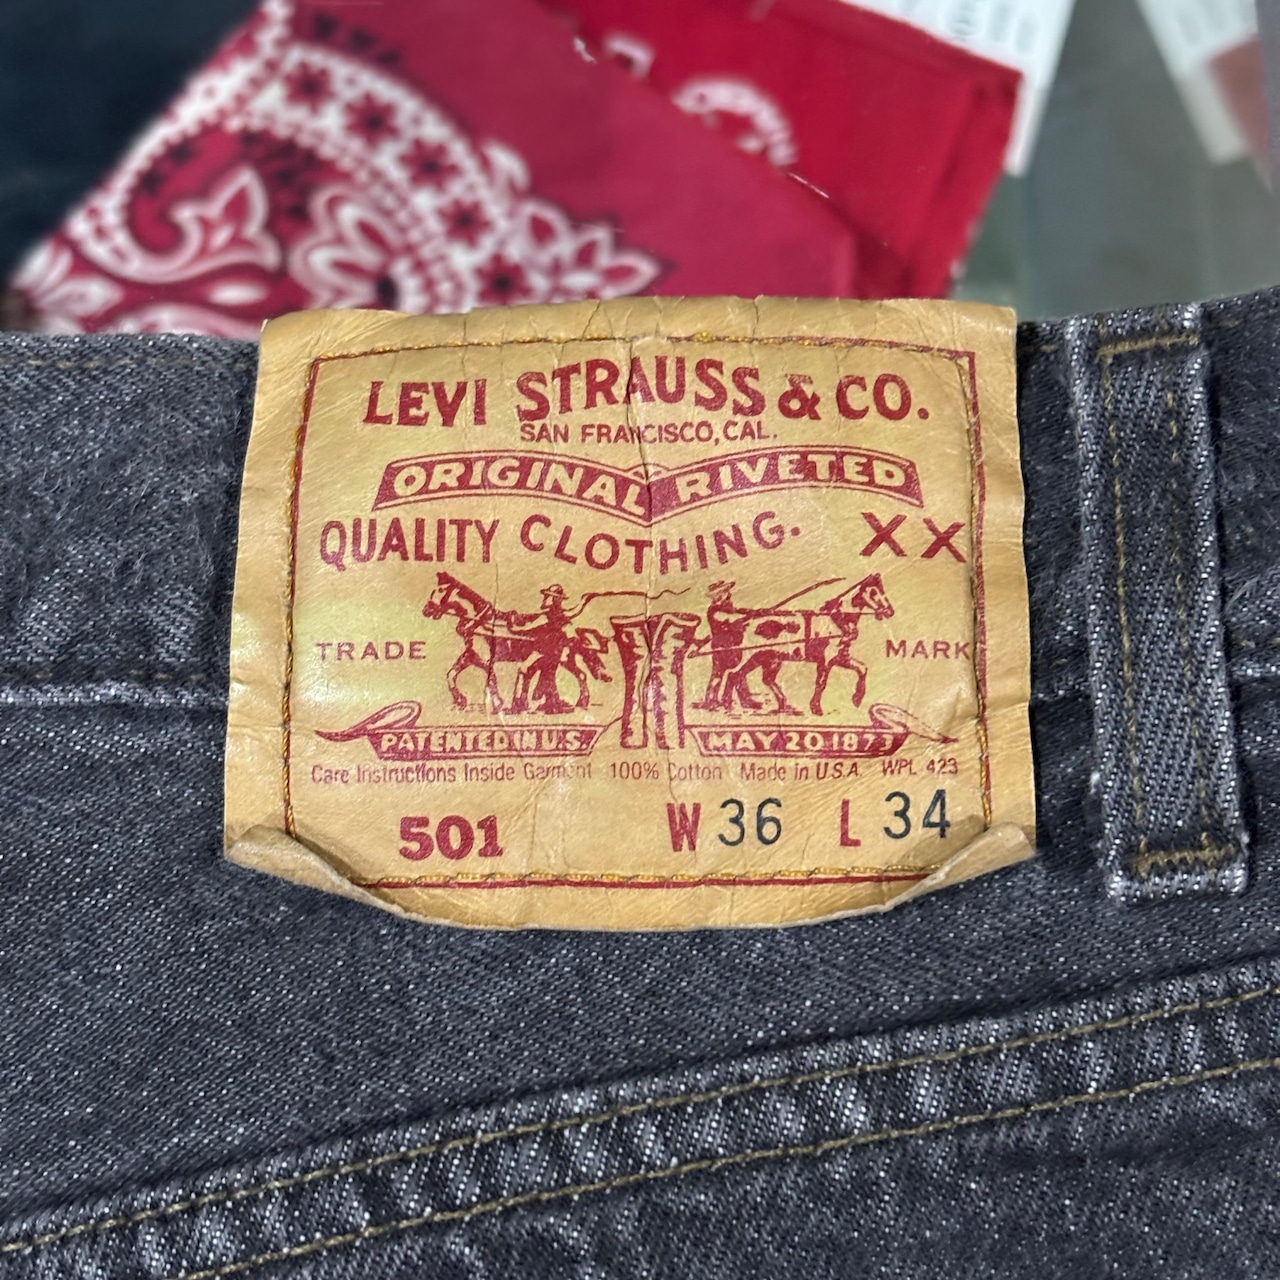 LEVI STRAUSS & CO.
SAN FRANCISCO, CAL.
ORIGINAL RIVETED
QUALITY CLOTHING. XX
TRADE MARK
PATENTED IN U.S. MAY 20 1873
Care Instructions Inside Garment 100% Cotton Made in U.S.A. WPL 423
501 W 36 L 34